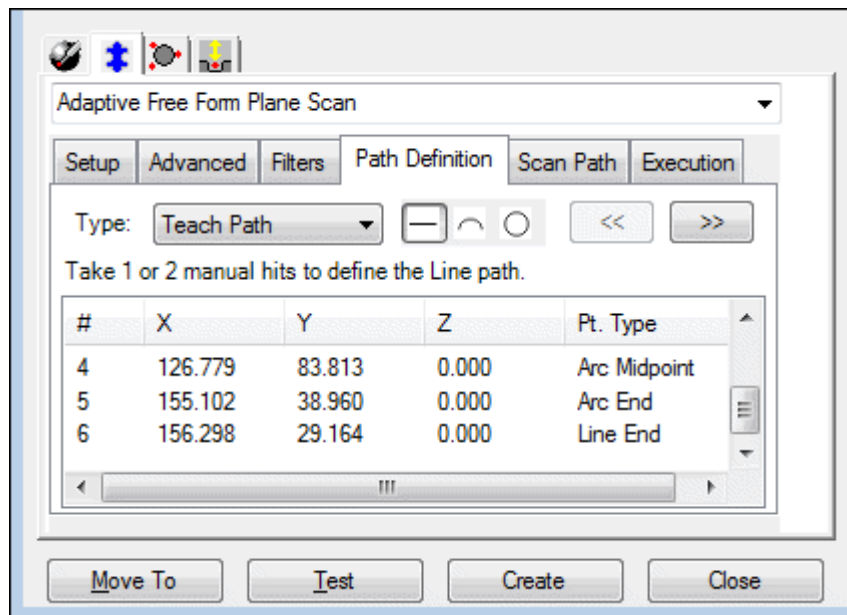 Adaptive Free Form Plane Scan
Setup Advanced Filters Path Definition Scan Path Execution
Type: Teach Path << >>
Take 1 or 2 manual hits to define the Line path.
# X Y Z Pt. Type
4 126.779 83.813 0.000 Arc Midpoint
5 155.102 38.960 0.000 Arc End
6 156.298 29.164 0.000 Line End
Move To Test Create Close